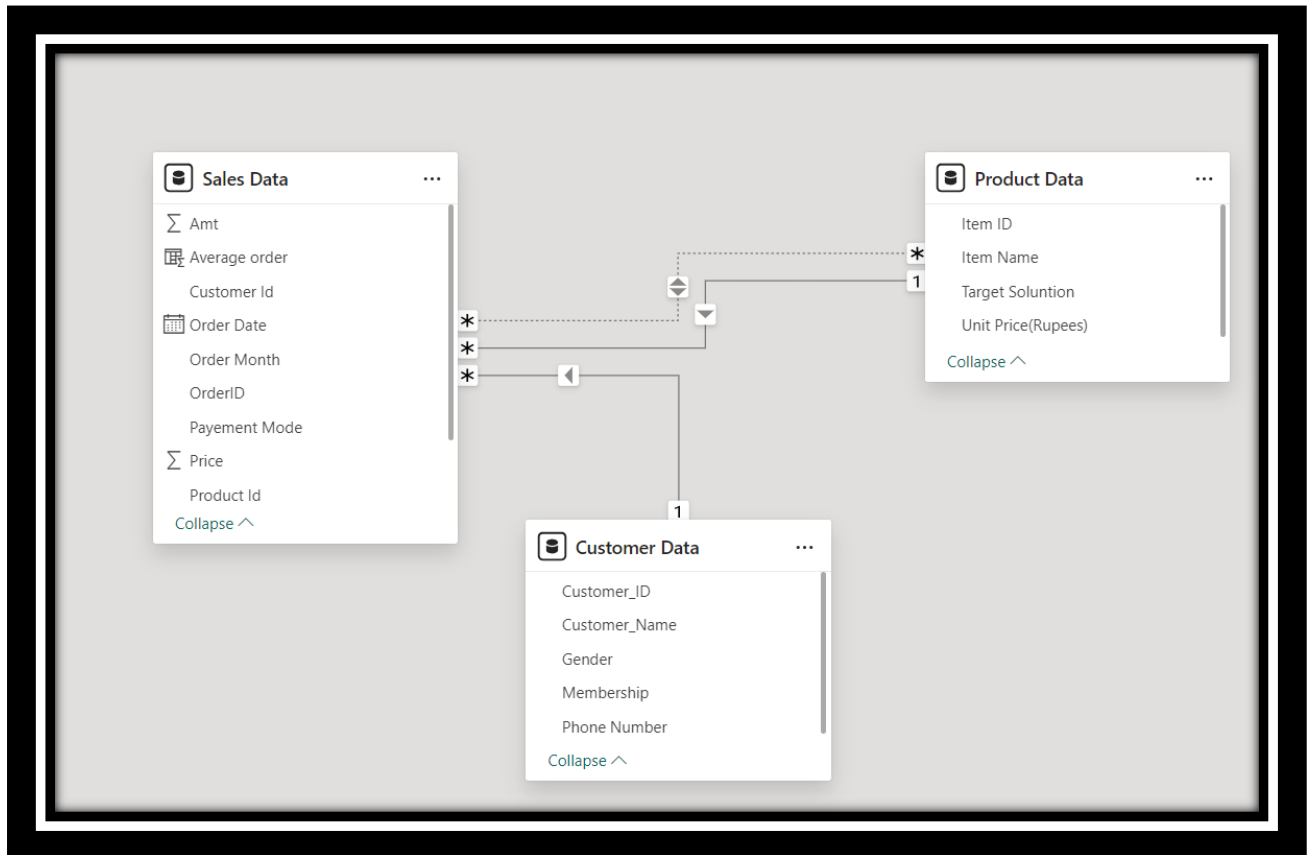 Sales Data
Amt
Average order
Customer Id
Order Date
Order Month
OrderID
Payement Mode
Price
Product Id
Collapse
Product Data
Item ID
Item Name
Target Soluntion
Unit Price(Rupees)
Collapse
*
1
*
*
*
1
Customer Data
Customer_ID
Customer_Name
Gender
Membership
Phone Number
Collapse